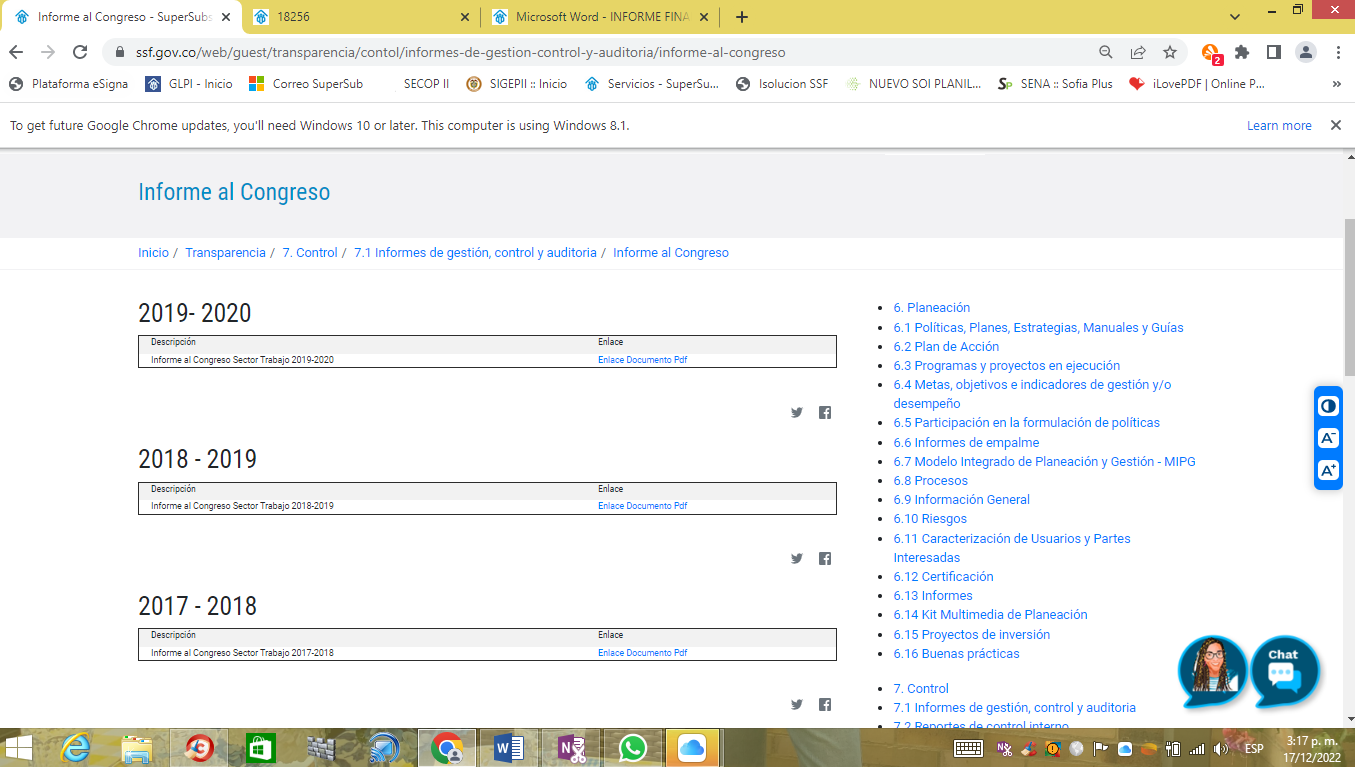 Informe al Congreso - SuperSubs
18256
Microsoft Word - INFORME FINA
ssf.gov.co/web/guest/transparencia/contol/informes-de-gestion-control-y-auditoria/informe-al-congreso
2
Plataforma eSigna
GLPI - Inicio
Correo SuperSub
SECOP II
SIGEPII :: Inicio
Servicios - SuperSu...
Isolucion SSF
NUEVO SOI PLANIL...
SENA :: Sofia Plus
iLovePDF | Online P...
»
To get future Google Chrome updates, you'll need Windows 10 or later. This computer is using Windows 8.1.
Learn more
Informe al Congreso
Inicio / Transparencia / 7. Control / 7.1 Informes de gestión, control y auditoria / Informe al Congreso
2019- 2020
Descripción Enlace
Informe al Congreso Sector Trabajo 2019-2020 Enlace Documento Pdf
2018 - 2019
Descripción Enlace
Informe al Congreso Sector Trabajo 2018-2019 Enlace Documento Pdf
2017 - 2018
Descripción Enlace
Informe al Congreso Sector Trabajo 2017-2018 Enlace Documento Pdf
6. Planeación
6.1 Políticas, Planes, Estrategias, Manuales y Guías
6.2 Plan de Acción
6.3 Programas y proyectos en ejecución
6.4 Metas, objetivos e indicadores de gestión y/o
desempeño
6.5 Participación en la formulación de políticas
6.6 Informes de empalme
6.7 Modelo Integrado de Planeación y Gestión - MIPG
6.8 Procesos
6.9 Información General
6.10 Riesgos
6.11 Caracterización de Usuarios y Partes
Interesadas
6.12 Certificación
6.13 Informes
6.14 Kit Multimedia de Planeación
6.15 Proyectos de inversión
6.16 Buenas prácticas
7. Control
7.1 Informes de gestión, control y auditoria
7.2 Reportes de control interno
A-
A+
Chat
ESP
3:17 p. m.
17/12/2022